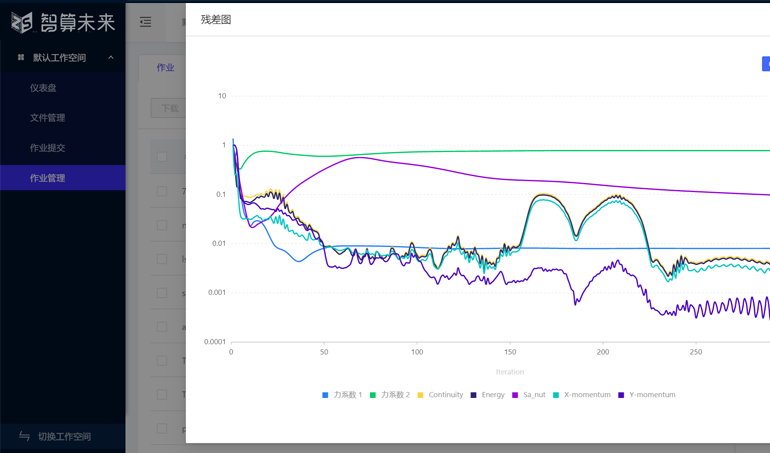 智算未来
默认工作空间
仪表盘
文件管理
作业提交
作业管理
切换工作空间
作业
下载
残差图
10
1
0.1
0.01
0.001
0.0001
0 50 100 150 200 250
Iteration
力系数 1 力系数 2 Continuity Energy Sa_nut X-momentum Y-momentum